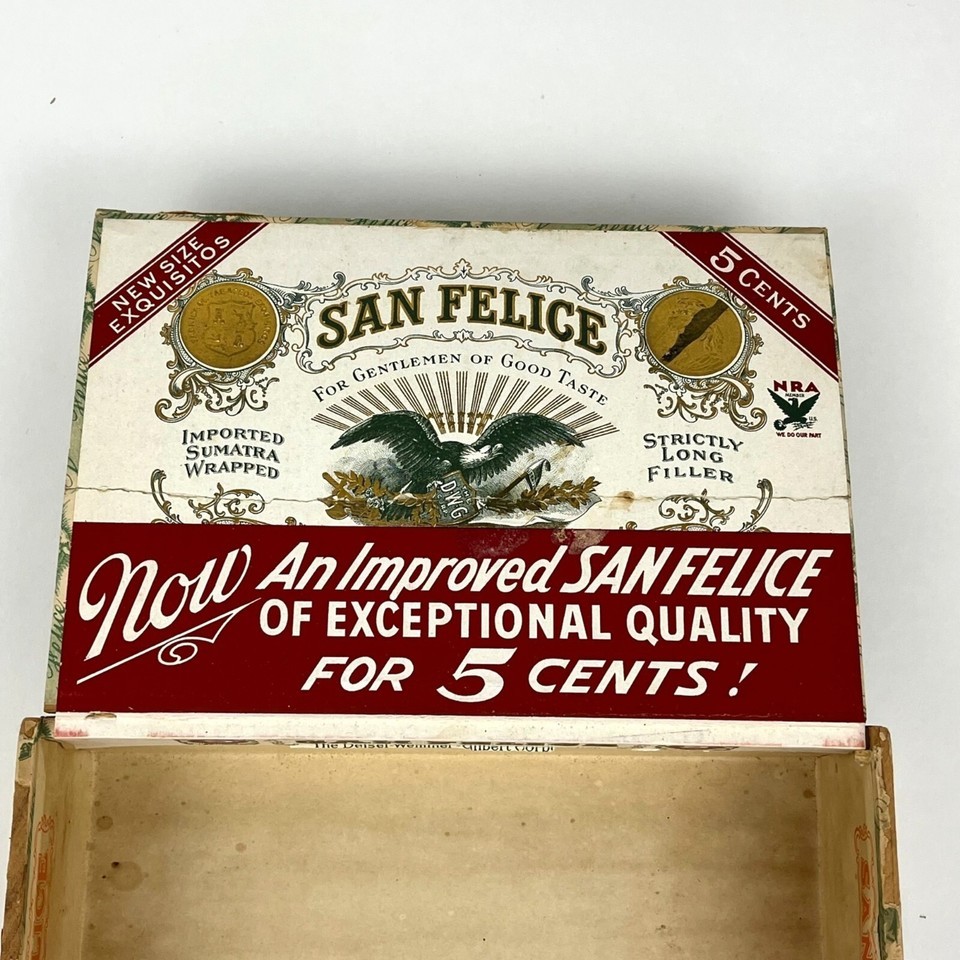 NEW SIZE
EXQUISITOS
5 CENTS
SAN FELICE
FOR GENTLEMEN OF GOOD TASTE
NRA
MEMBER
U.S.
WE DO OUR PART
IMPORTED
SUMATRA
WRAPPED
STRICTLY
LONG
FILLER
DWG
Now An Improved SAN FELICE
OF EXCEPTIONAL QUALITY
FOR 5 CENTS!
The Deisel-Wemmer-Gilbert Corp.